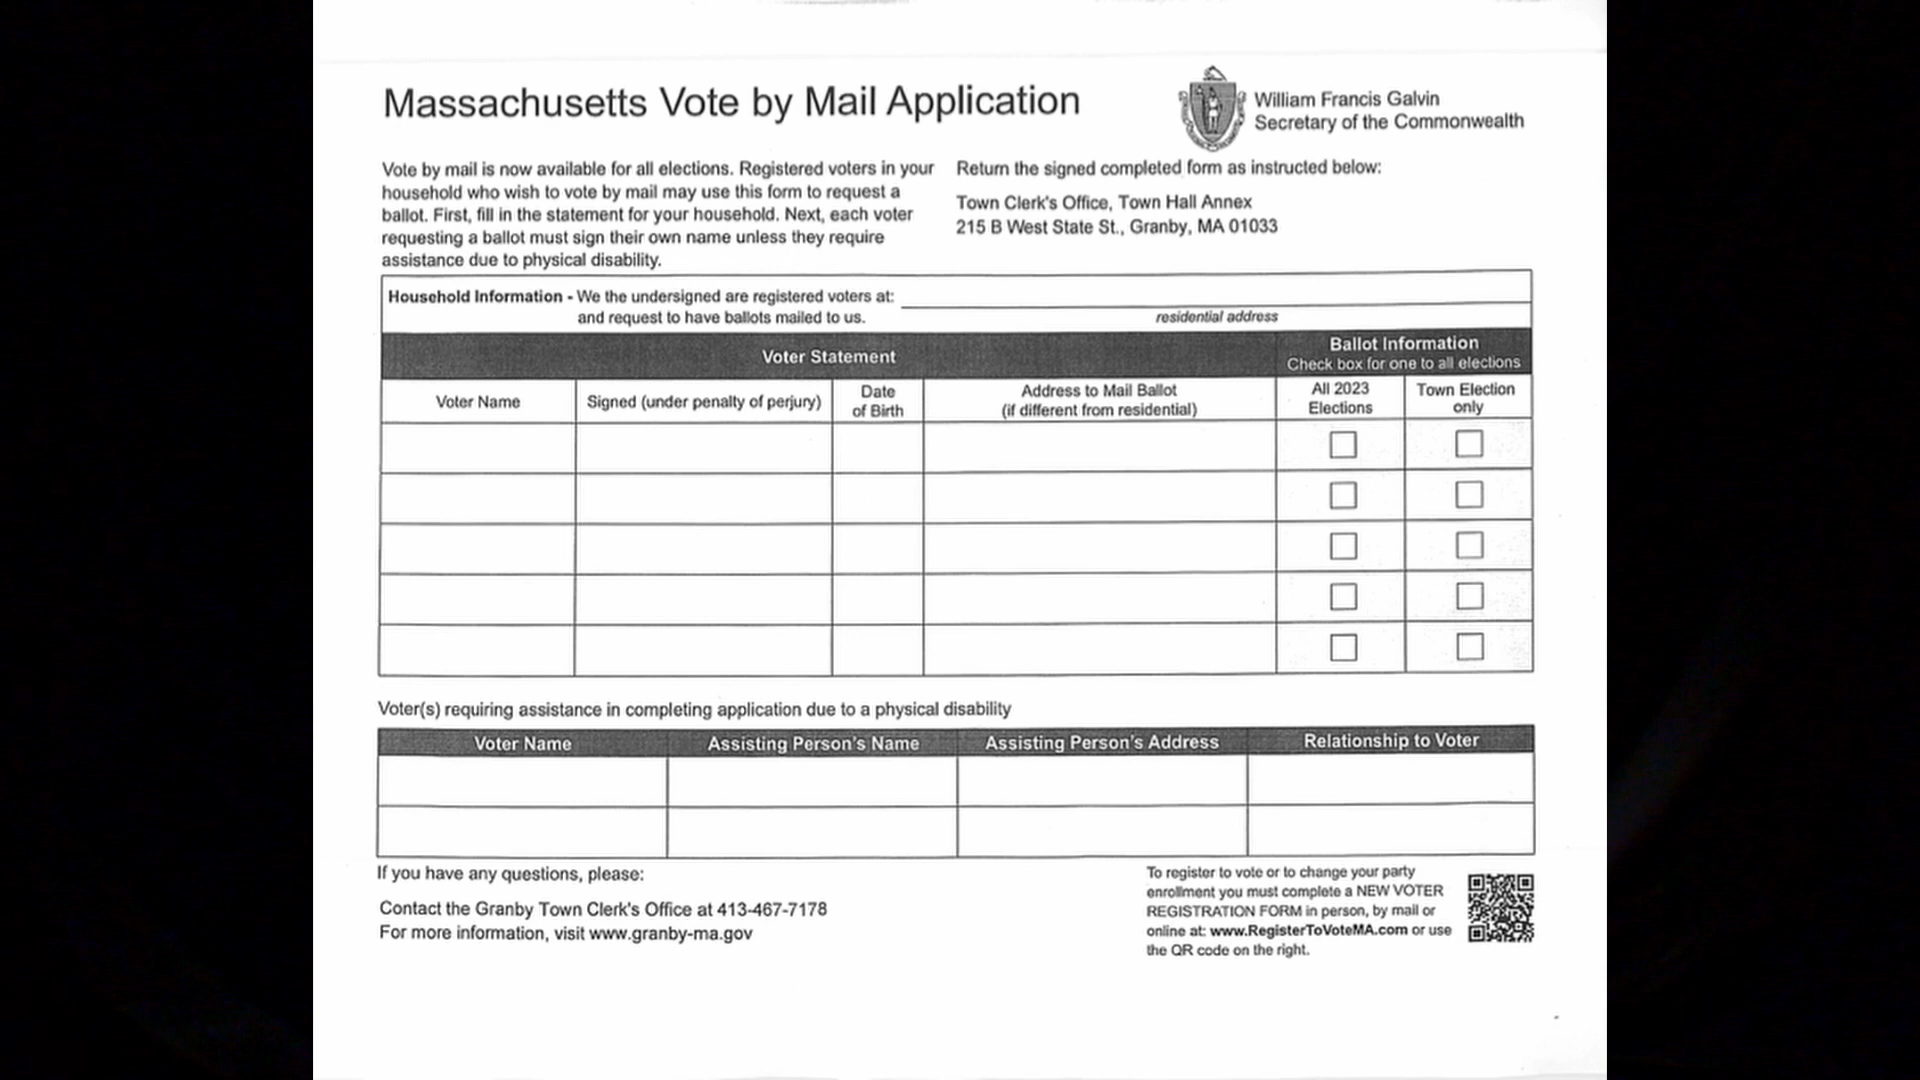 Massachusetts Vote by Mail Application
William Francis Galvin
Secretary of the Commonwealth
Vote by mail is now available for all elections. Registered voters in your
household who wish to vote by mail may use this form to request a
ballot. First, fill in the statement for your household. Next, each voter
requesting a ballot must sign their own name unless they require
assistance due to physical disability.
Return the signed completed form as instructed below:
Town Clerk's Office, Town Hall Annex
215 B West State St., Granby, MA 01033
Household Information - We the undersigned are registered voters at:
and request to have ballots mailed to us.
residential address
Voter Statement
Ballot Information
Check box for one to all elections
Voter Name
Signed (under penalty of perjury)
Date
of Birth
Address to Mail Ballot
(if different from residential)
All 2023
Elections
Town Election
only
Voter(s) requiring assistance in completing application due to a physical disability
Voter Name
Assisting Person's Name
Assisting Person's Address
Relationship to Voter
If you have any questions, please:
Contact the Granby Town Clerk's Office at 413-467-7178
For more information, visit www.granby-ma.gov
To register to vote or to change your party
enrollment you must complete a NEW VOTER
REGISTRATION FORM in person, by mail or
online at: www.RegisterToVoteMA.com or use
the QR code on the right.